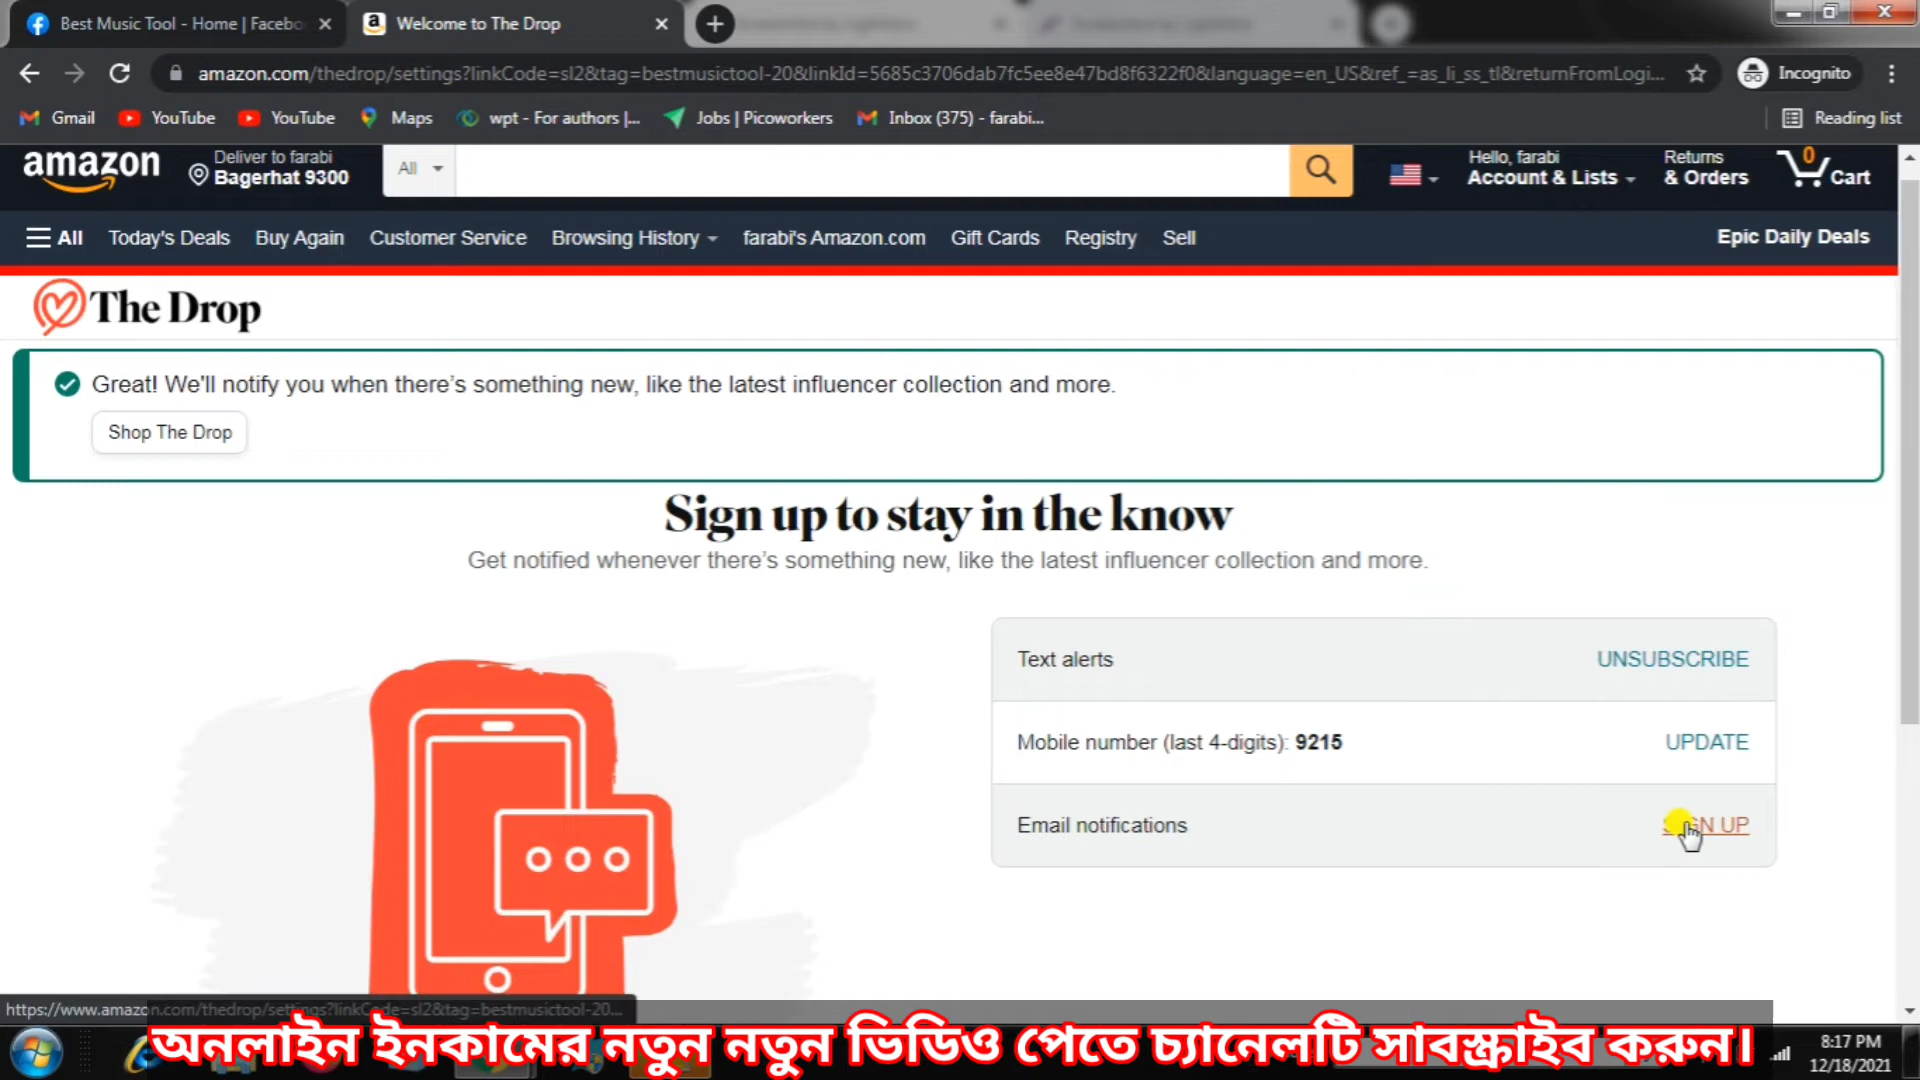 Best Music Tool - Home | Facebo
Welcome to The Drop
amazon.com/thedrop/settings?linkCode=sl2&tag=bestmusictool-20&linkId=5685c3706dab7fc5ee8e47bd8f6322f0&language=en_US&ref_=as_li_ss_tl&returnFromLogi...
Incognito
Gmail
YouTube
YouTube
Maps
wpt - For authors |...
Jobs | Picoworkers
Inbox (375) - farabi...
Reading list
amazon
Deliver to farabi
Bagerhat 9300
All
Hello, farabi
Account & Lists
Returns
& Orders
0
Cart
All
Today's Deals
Buy Again
Customer Service
Browsing History
farabi's Amazon.com
Gift Cards
Registry
Sell
Epic Daily Deals
The Drop
Great! We'll notify you when there's something new, like the latest influencer collection and more.
Shop The Drop
Sign up to stay in the know
Get notified whenever there's something new, like the latest influencer collection and more.
Text alerts
UNSUBSCRIBE
Mobile number (last 4-digits): 9215
UPDATE
Email notifications
SIGN UP
https://www.amazon.com/thedrop/settings?linkCode=sl2&tag=bestmusictool-20...
অনলাইন ইনকামের নতুন নতুন ভিডিও পেতে চ্যানেলটি সাবস্ক্রাইব করুন।
8:17 PM
12/18/2021